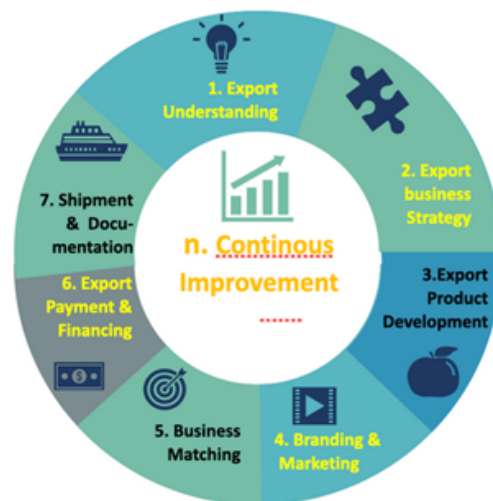 1. Export
Understanding
2. Export
business
Strategy
3.Export
Product
Development
4. Branding &
Marketing
5. Business
Matching
6. Export
Payment &
Financing
7. Shipment
& Docu-
mentation
n. Continous
Improvement
.......